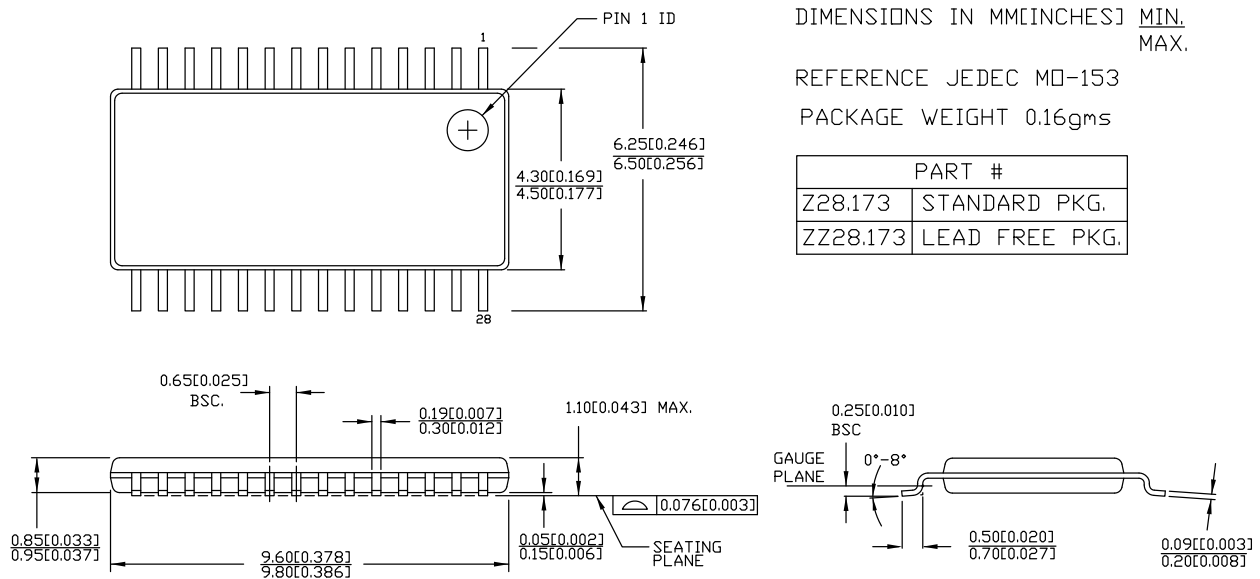 PIN 1 ID
1
28
6.25[0.246]
6.50[0.256]
4.30[0.169]
4.50[0.177]
DIMENSIONS IN MM[INCHES] MIN.
MAX.
REFERENCE JEDEC MO-153
PACKAGE WEIGHT 0.16gms
PART #
Z28.173 STANDARD PKG.
ZZ28.173 LEAD FREE PKG.
0.65[0.025]
BSC.
0.19[0.007]
0.30[0.012]
1.10[0.043] MAX.
0.85[0.033]
0.95[0.037]
9.60[0.378]
9.80[0.386]
0.05[0.002]
0.15[0.006]
0.076[0.003]
SEATING
PLANE
0.25[0.010]
BSC
GAUGE
PLANE
0°-8°
0.50[0.020]
0.70[0.027]
0.09[[0.003]
0.20[0.008]